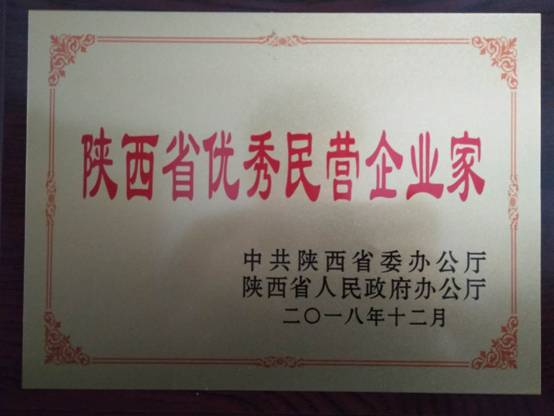 陕西省优秀民营企业家
中共陕西省委办公厅
陕西省人民政府办公厅
二〇一八年十二月